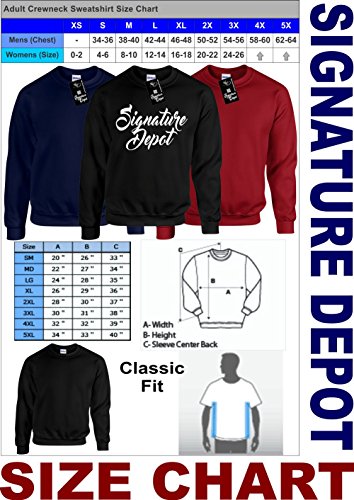 Adult Crewneck Sweatshirt Size Chart
XS S M L XL 2X 3X 4X 5X
Mens (Chest) - 34-36 38-40 42-44 46-48 50-52 54-56 58-60 62-64
Womens (Size) 0-2 4-6 8-10 12-14 16-18 20-22 24-26
Signature
Depot
Size A B C
SM 20 " 26 " 33 "
MD 22 " 27 " 34 "
LG 24 " 28 " 35 "
XL 26 " 29 " 36 "
2XL 28 " 30 " 37 "
3XL 30 " 31 " 38 "
4XL 32 " 32 " 39 "
5XL 34 " 33 " 40 "
C
A
B
A- Width
B- Height
C- Sleeve Center Back
Classic
Fit
SIGNATURE DEPOT
SIZE CHART